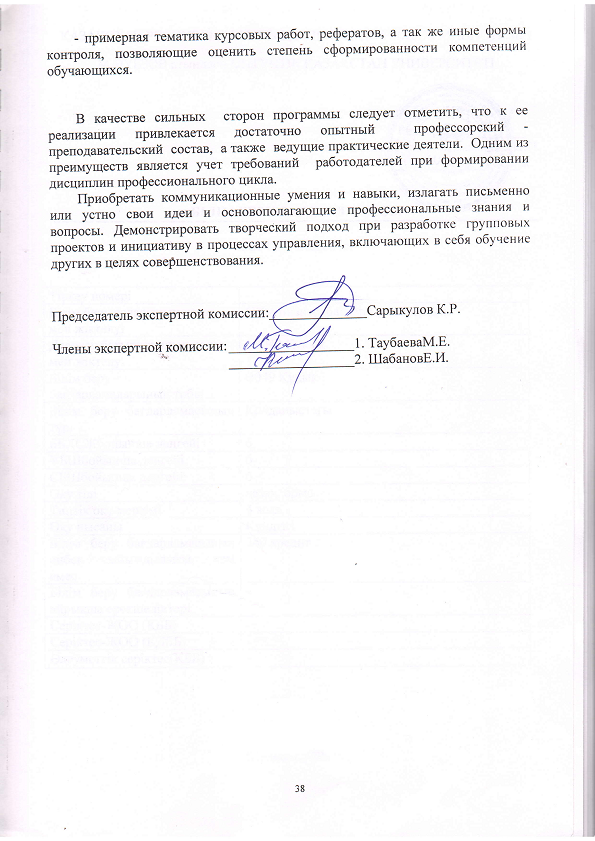 - примерная тематика курсовых работ, рефератов, а так же иные формы
контроля, позволяющие оценить степень сформированности компетенций
обучающихся.
В качестве сильных сторон программы следует отметить, что к ее
реализации привлекается достаточно опытный профессорский -
преподавательский состав, а также ведущие практические деятели. Одним из
преимуществ является учет требований работодателей при формировании
дисциплин профессионального цикла.
Приобретать коммуникационные умения и навыки, излагать письменно
или устно свои идеи и основополагающие профессиональные знания и
вопросы. Демонстрировать творческий подход при разработке групповых
проектов и инициативу в процессах управления, включающих в себя обучение
других в целях совершенствования.
Председатель экспертной комиссии: Сарыкулов К.Р.
Члены экспертной комиссии: 1. ТаубаеваМ.Е.
2. ШабановЕ.И.
38